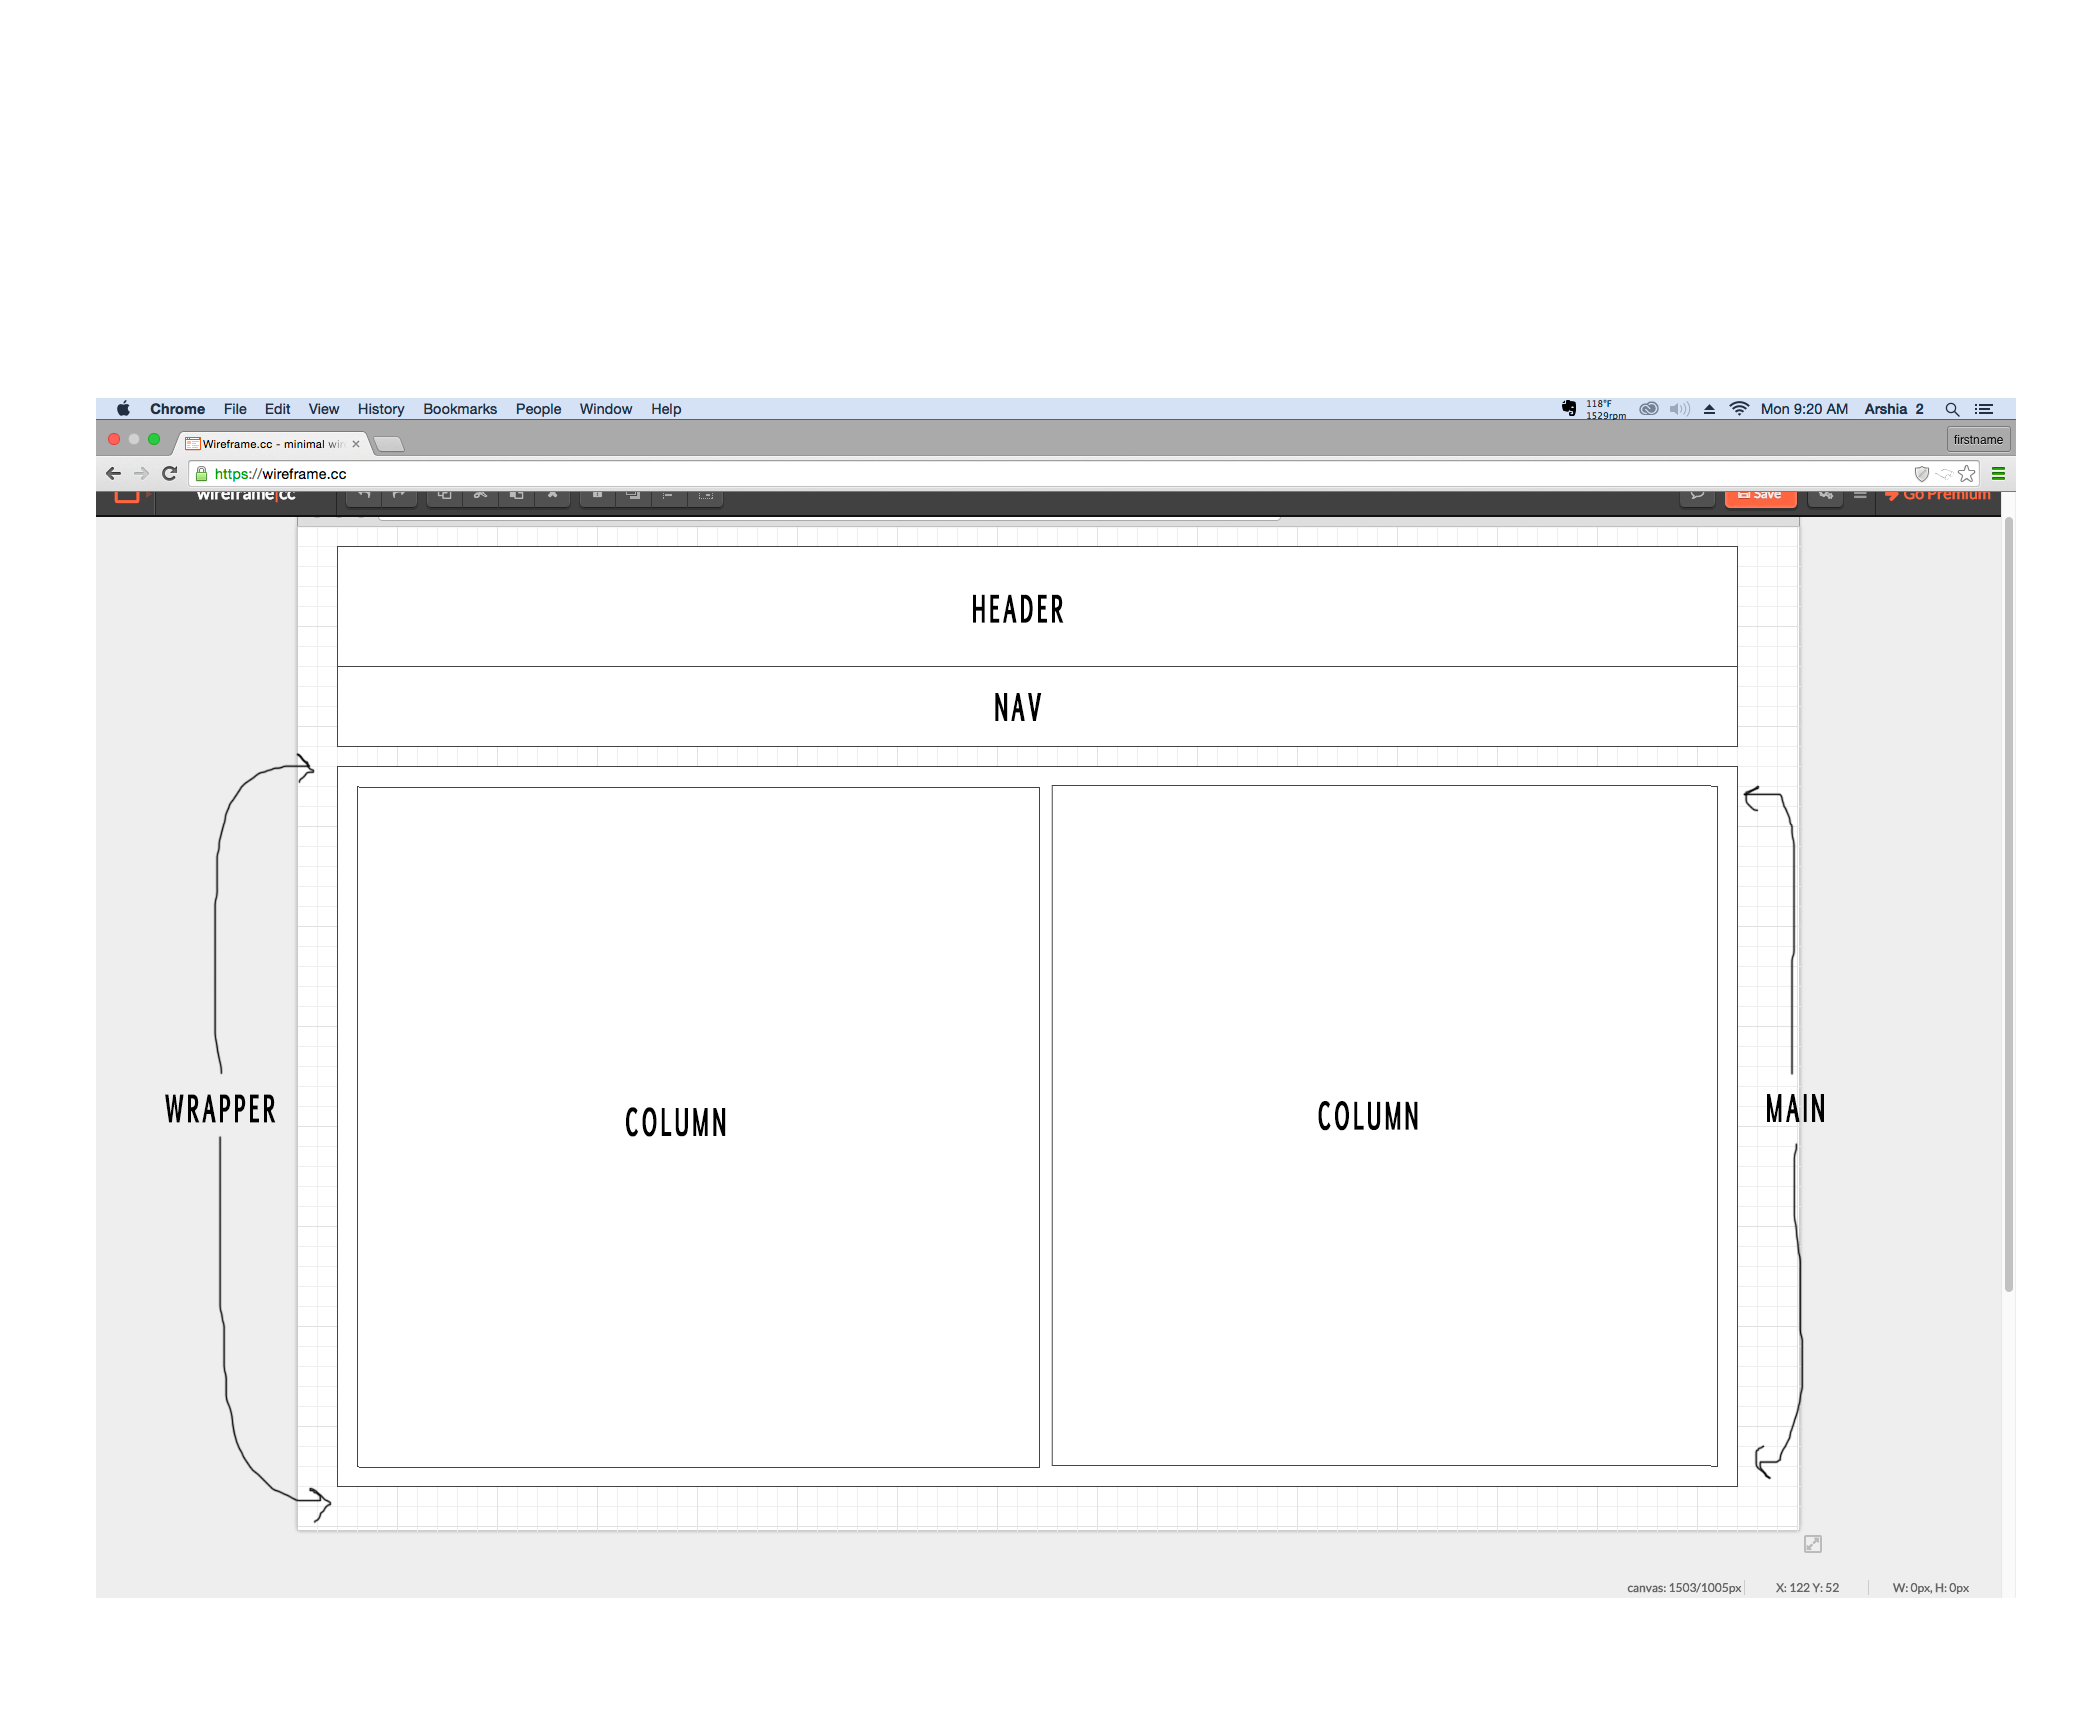 Chrome File Edit View History Bookmarks People Window Help 118°F 1529rpm Mon 9:20 AM Arshia 2
Wireframe.cc - minimal wir firstname
https://wireframe.cc
wireframe|cc Save Go Premium
HEADER
NAV
WRAPPER
COLUMN
COLUMN
MAIN
canvas: 1503/1005px X: 122 Y: 52 W: 0px, H: 0px